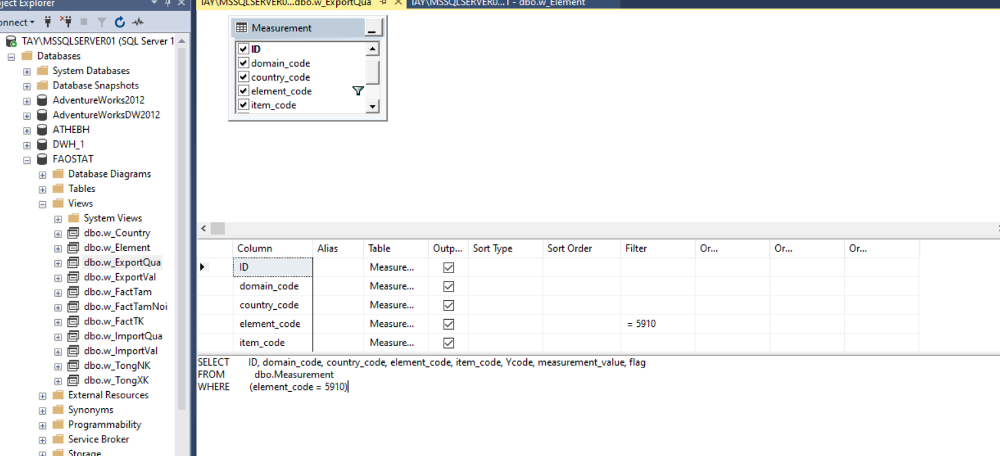 ject Explorer
TAY\MSSQLSERVER0...dbo.w_ExportQua
TAY\MSSQLSERVER0...1 - dbo.w_Element
onnect
TAY\MSSQLSERVER01 (SQL Server 1
Databases
System Databases
Database Snapshots
AdventureWorks2012
AdventureWorksDW2012
ATHEBH
DWH_1
FAOSTAT
Database Diagrams
Tables
Views
System Views
dbo.w_Country
dbo.w_Element
dbo.w_ExportQua
dbo.w_ExportVal
dbo.w_FactTam
dbo.w_FactTamNoi
dbo.w_FactTK
dbo.w_ImportQua
dbo.w_ImportVal
dbo.w_TongNK
dbo.w_TongXK
External Resources
Synonyms
Programmability
Service Broker
Storage
Measurement
ID
domain_code
country_code
element_code
item_code
Column Alias Table Outp... Sort Type Sort Order Filter Or... Or... Or...
ID Measure...
domain_code Measure...
country_code Measure...
element_code Measure... = 5910
item_code Measure...
SELECT ID, domain_code, country_code, element_code, item_code, Ycode, measurement_value, flag
FROM dbo.Measurement
WHERE (element_code = 5910)